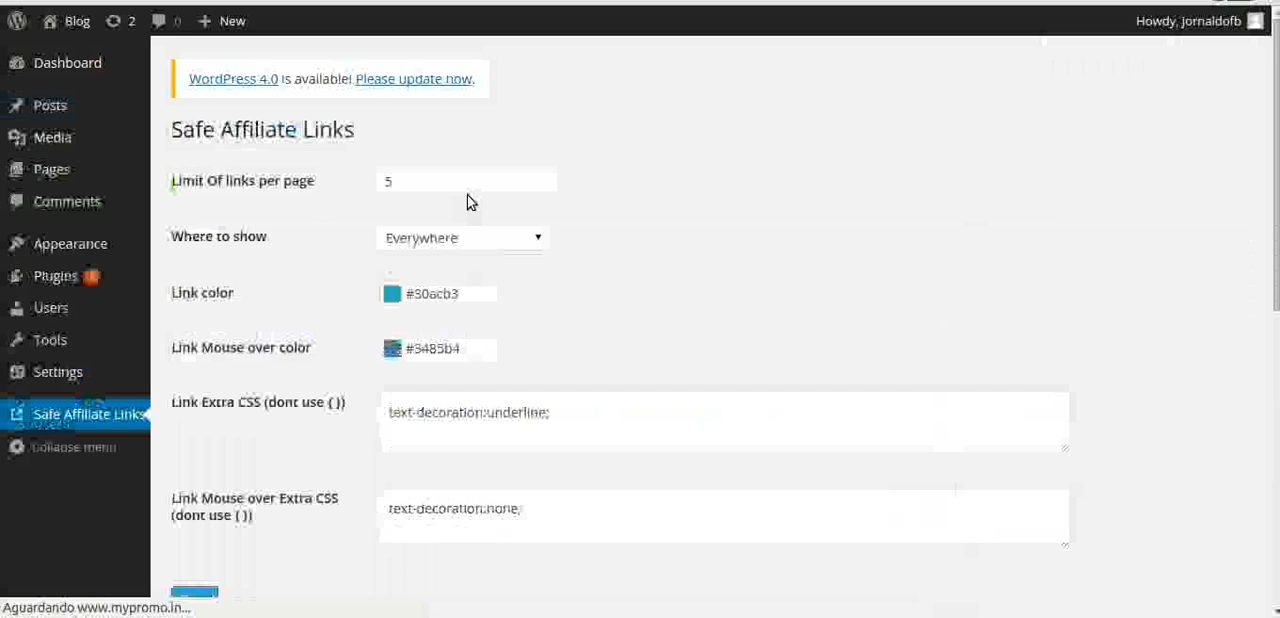 Blog 2 0 New Howdy, jornaldofb
Dashboard
Posts
Media
Pages
Comments
Appearance
Plugins
Users
Tools
Settings
Safe Affiliate Links
Collapse menu
WordPress 4.0 is available! Please update now.
Safe Affiliate Links
Limit Of links per page 5
Where to show Everywhere
Link color #30acb3
Link Mouse over color #3485b4
Link Extra CSS (dont use { }) text-decoration:underline;
Link Mouse over Extra CSS
(dont use { }) text-decoration:none;
Aguardando www.mypromo.in...